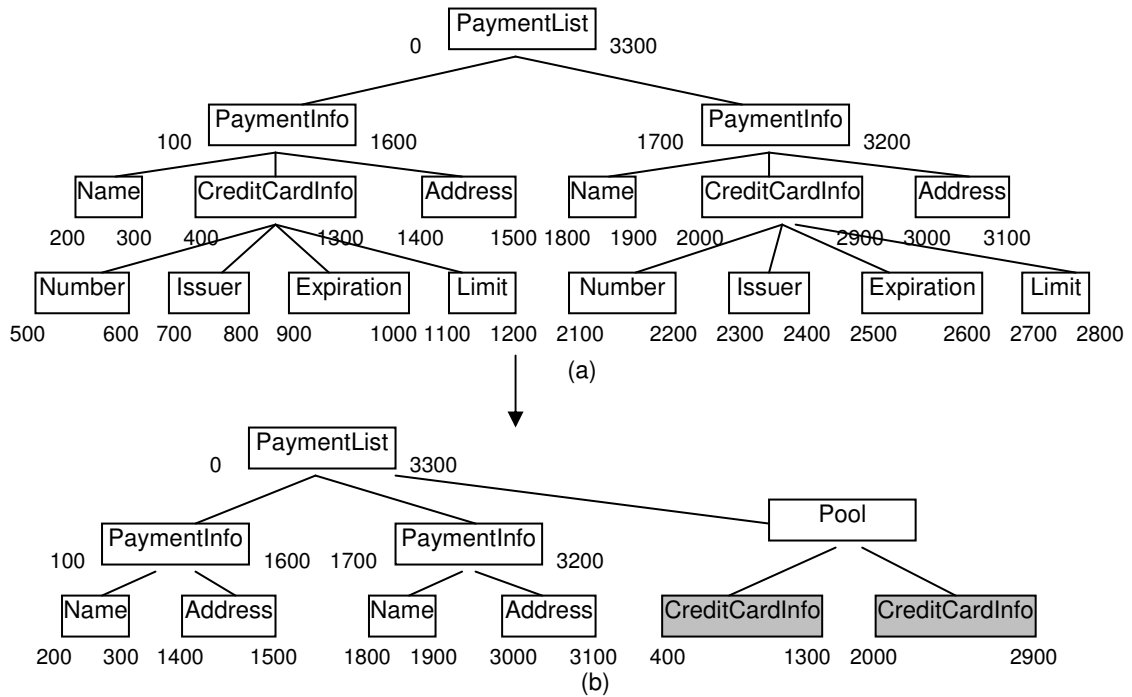 PaymentList
0 3300
PaymentInfo PaymentInfo
100 1600 1700 3200
Name CreditCardInfo Address Name CreditCardInfo Address
200 300 400 1300 1400 1500 1800 1900 2000 2900 3000 3100
Number Issuer Expiration Limit Number Issuer Expiration Limit
500 600 700 800 900 1000 1100 1200 2100 2200 2300 2400 2500 2600 2700 2800
(a)
PaymentList
0 3300
Pool
PaymentInfo PaymentInfo
100 1600 1700 3200
Name Address Name Address CreditCardInfo CreditCardInfo
200 300 1400 1500 1800 1900 3000 3100 400 1300 2000 2900
(b)